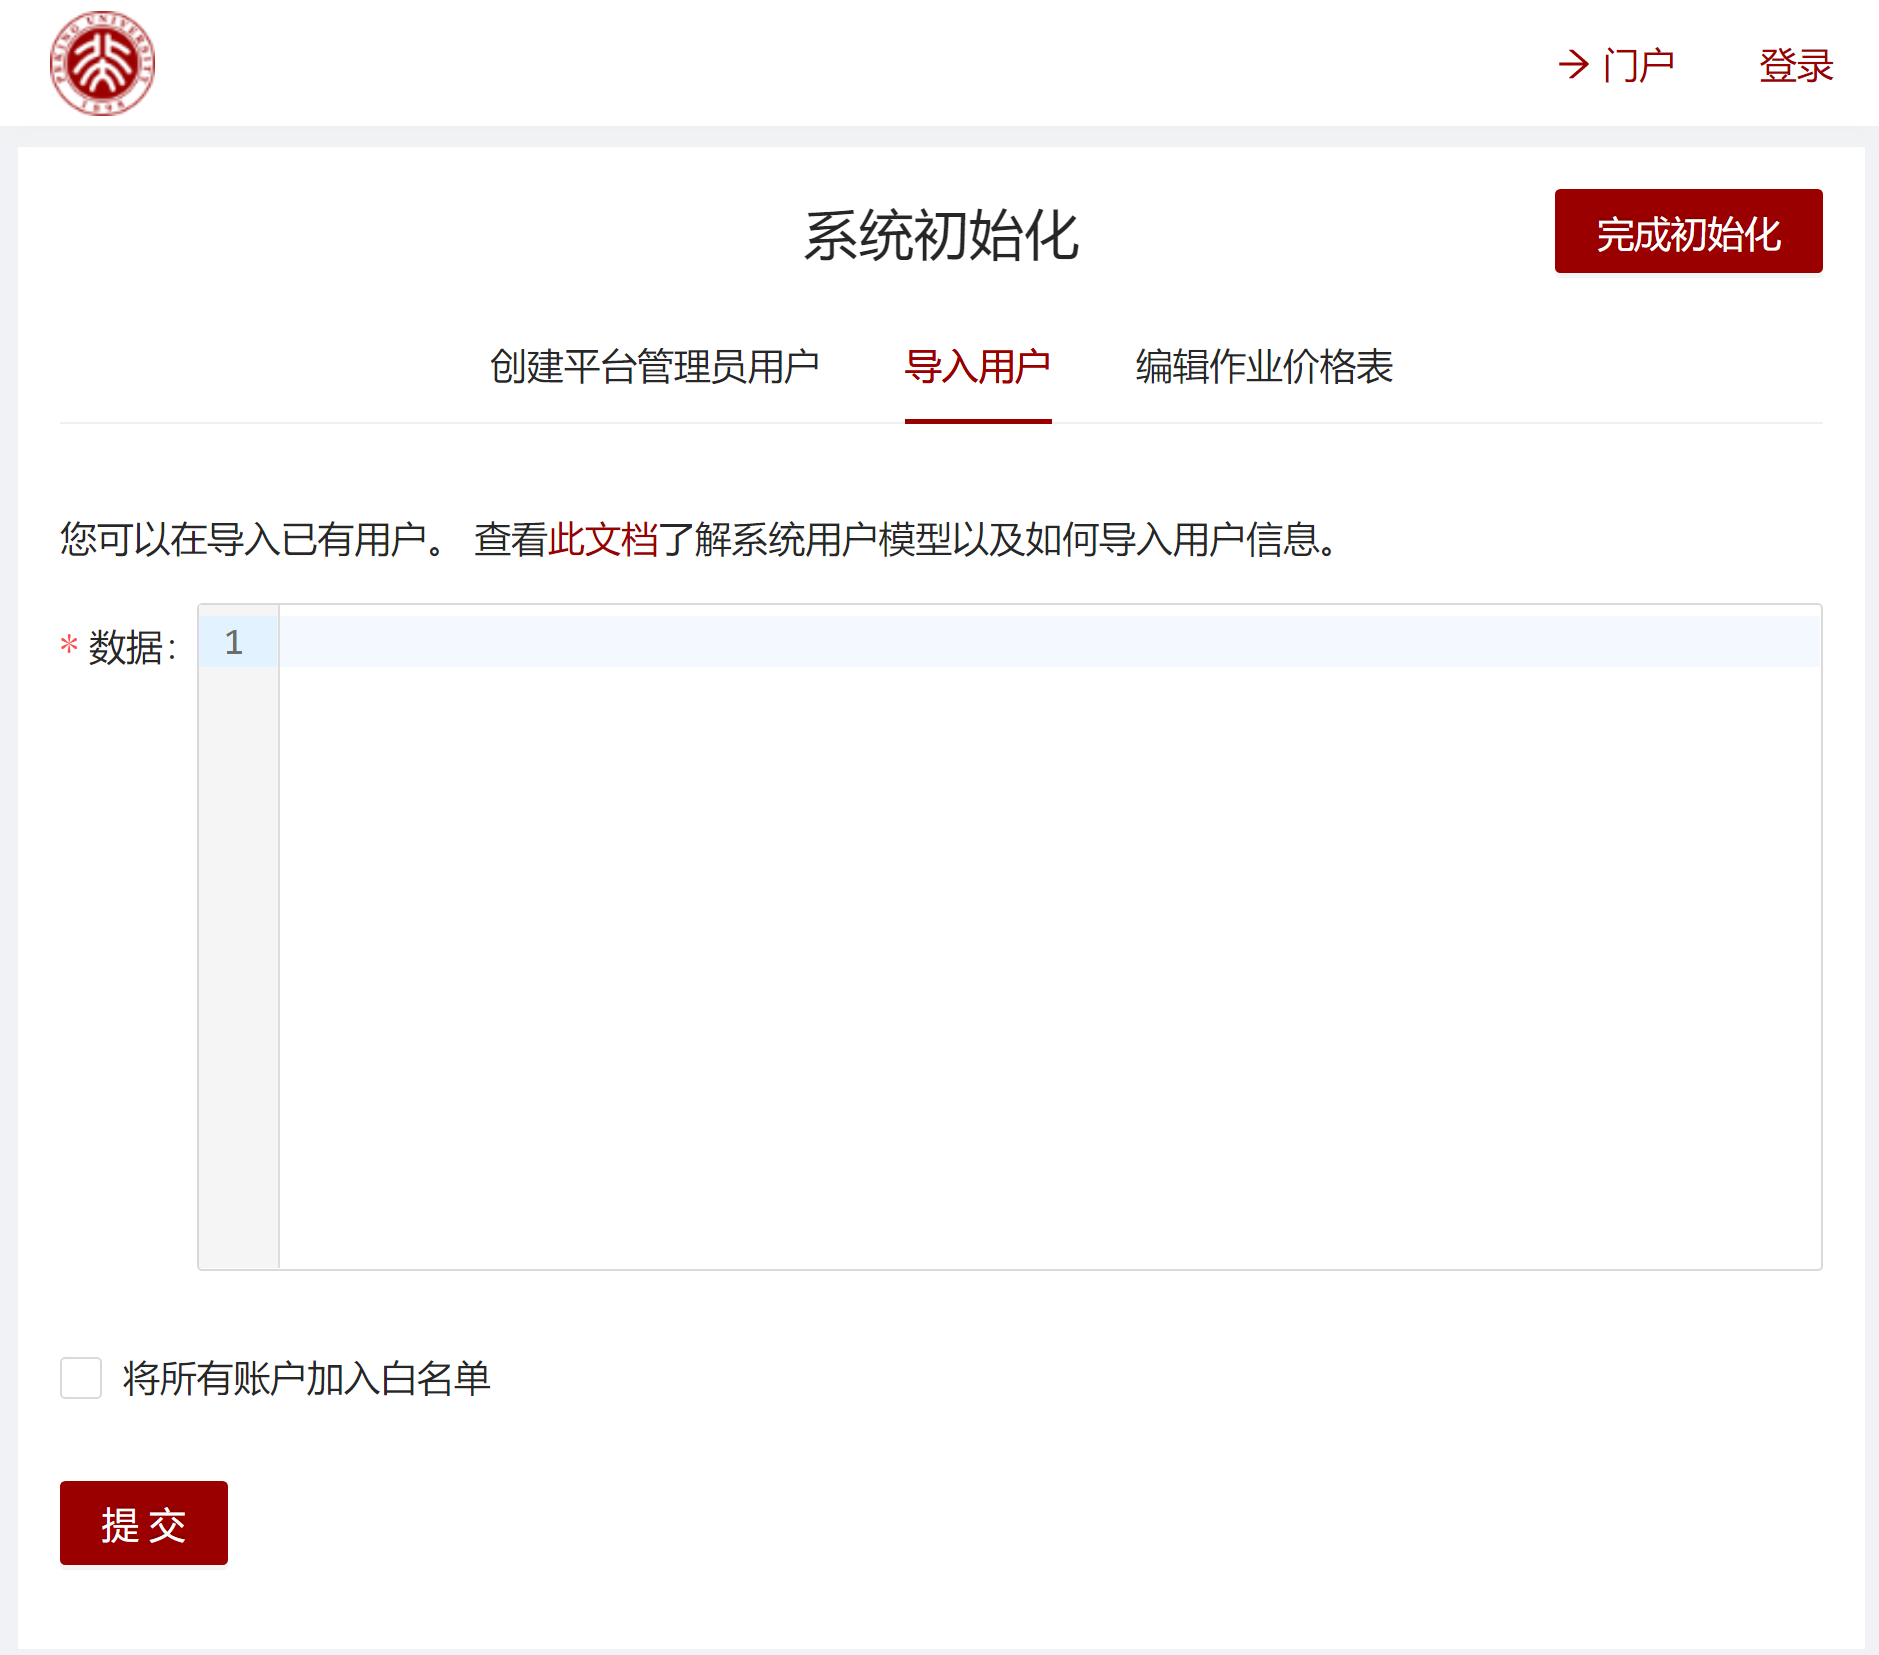 PEKING UNIVERSITY
1898
→ 门户
登录
系统初始化
完成初始化
创建平台管理员用户
导入用户
编辑作业价格表
您可以在导入已有用户。 查看此文档了解系统用户模型以及如何导入用户信息。
* 数据:
1
将所有账户加入白名单
提 交